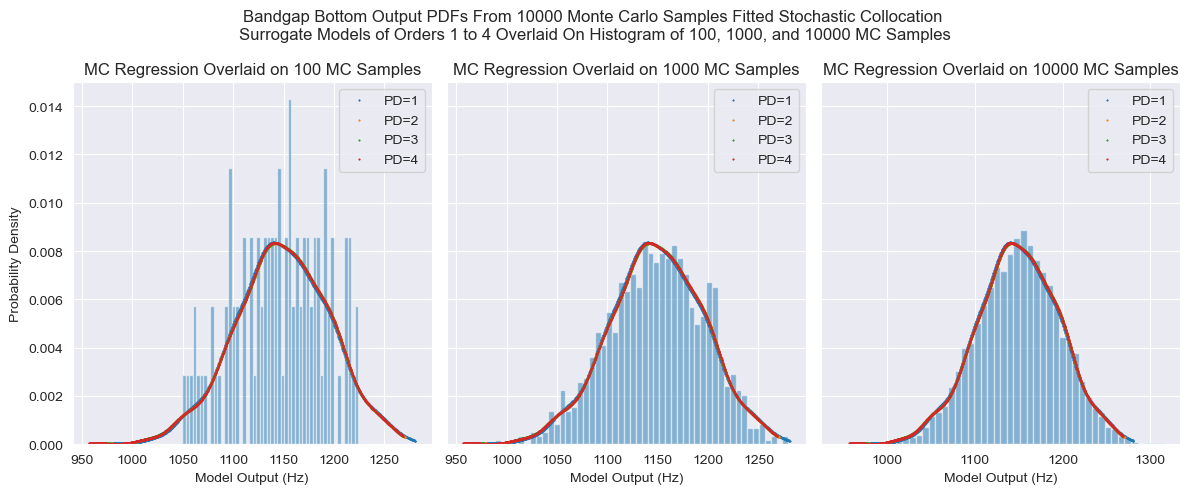 Bandgap Bottom Output PDFs From 10000 Monte Carlo Samples Fitted Stochastic Collocation
Surrogate Models of Orders 1 to 4 Overlaid On Histogram of 100, 1000, and 10000 MC Samples
MC Regression Overlaid on 100 MC Samples
MC Regression Overlaid on 1000 MC Samples
MC Regression Overlaid on 10000 MC Samples
Probability Density
0.014
0.012
0.010
0.008
0.006
0.004
0.002
0.000
PD=1
PD=2
PD=3
PD=4
950 1000 1050 1100 1150 1200 1250
Model Output (Hz)
PD=1
PD=2
PD=3
PD=4
950 1000 1050 1100 1150 1200 1250
Model Output (Hz)
PD=1
PD=2
PD=3
PD=4
1000 1100 1200 1300
Model Output (Hz)